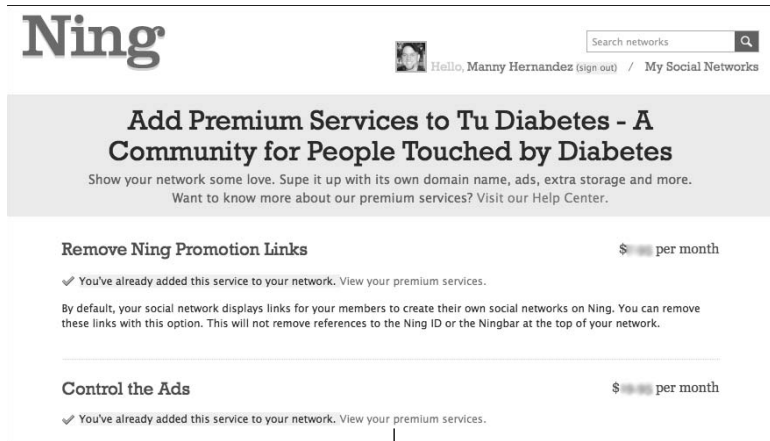 Ning
Search networks
Hello, Manny Hernandez (sign out) / My Social Networks
Add Premium Services to Tu Diabetes - A
Community for People Touched by Diabetes
Show your network some love. Supe it up with its own domain name, ads, extra storage and more.
Want to know more about our premium services? Visit our Help Center.
Remove Ning Promotion Links
$ per month
You've already added this service to your network. View your premium services.
By default, your social network displays links for your members to create their own social networks on Ning. You can remove
these links with this option. This will not remove references to the Ning ID or the Ningbar at the top of your network.
Control the Ads
$ per month
You've already added this service to your network. View your premium services.